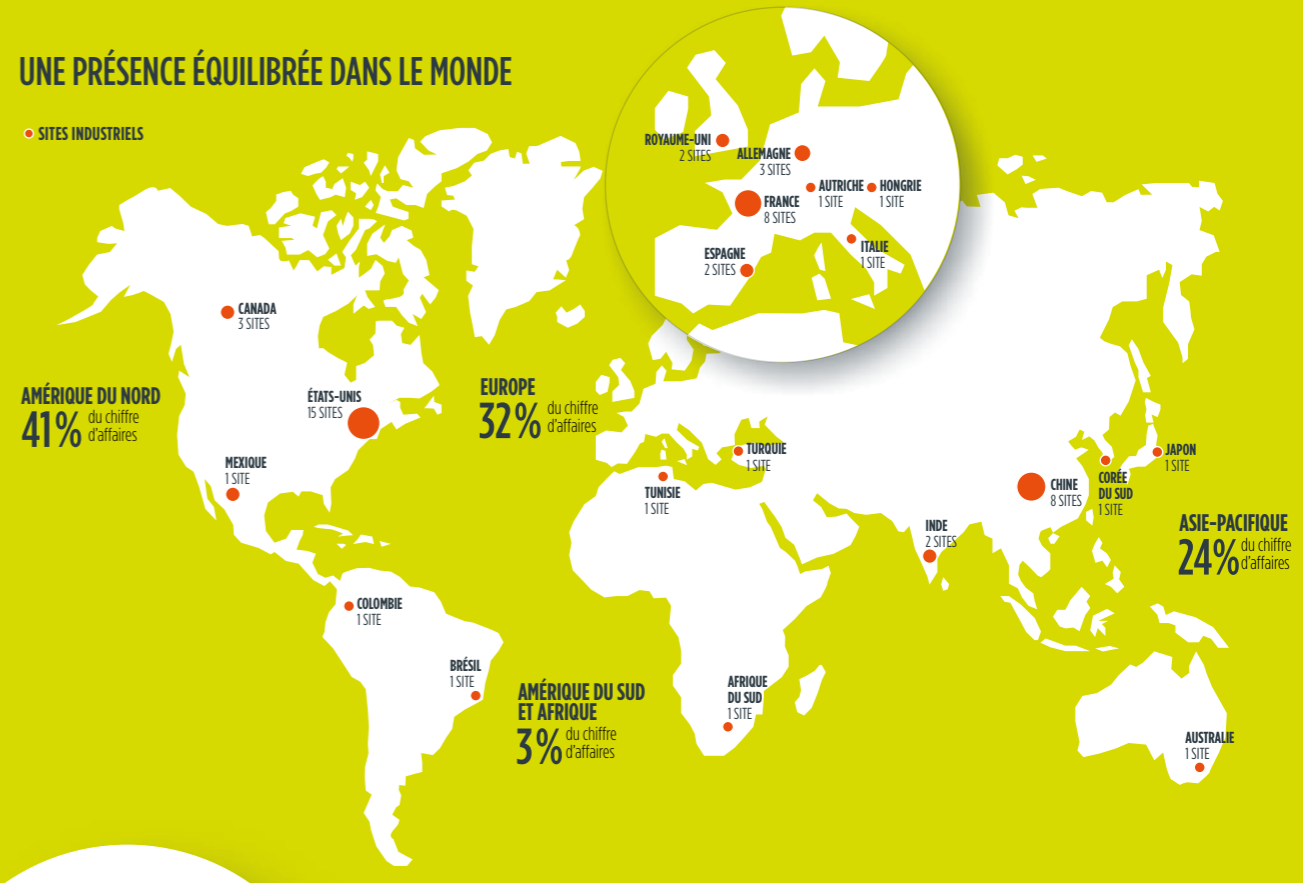 UNE PRÉSENCE ÉQUILIBRÉE DANS LE MONDE
SITES INDUSTRIELS
ROYAUME-UNI
2 SITES
ALLEMAGNE
3 SITES
AUTRICHE
1 SITE
HONGRIE
1 SITE
FRANCE
8 SITES
ITALIE
1 SITE
ESPAGNE
2 SITES
CANADA
3 SITES
AMÉRIQUE DU NORD
41% du chiffre
d'affaires
ÉTATS-UNIS
15 SITES
MEXIQUE
1 SITE
EUROPE
32% du chiffre
d'affaires
TURQUIE
1 SITE
TUNISIE
1 SITE
INDE
2 SITES
CHINE
8 SITES
CORÉE
DU SUD
1 SITE
JAPON
1 SITE
ASIE-PACIFIQUE
24% du chiffre
d'affaires
COLOMBIE
1 SITE
BRÉSIL
1 SITE
AMÉRIQUE DU SUD
ET AFRIQUE
3% du chiffre
d'affaires
AFRIQUE
DU SUD
1 SITE
AUSTRALIE
1 SITE